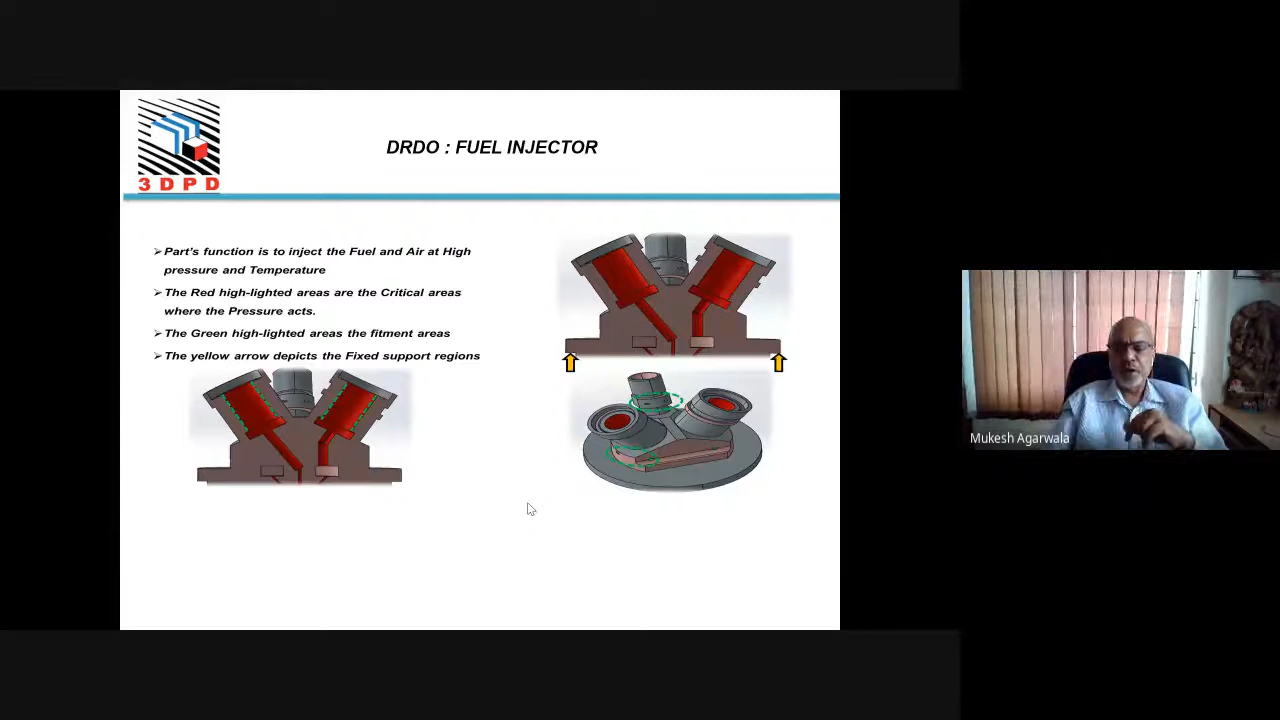 3DPD
DRDO : FUEL INJECTOR
➢Part's function is to inject the Fuel and Air at High
pressure and Temperature
➢The Red high-lighted areas are the Critical areas
where the Pressure acts.
➢The Green high-lighted areas the fitment areas
➢The yellow arrow depicts the Fixed support regions
Mukesh Agarwala